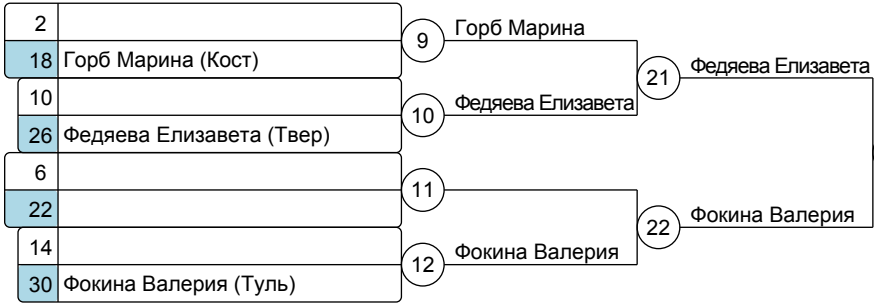 2
18 Горб Марина (Кост)
10
26 Федяева Елизавета (Твер)
6
22
14
30 Фокина Валерия (Туль)
9 Горб Марина
10 Федяева Елизавета
11
12 Фокина Валерия
21 Федяева Елизавета
22 Фокина Валерия